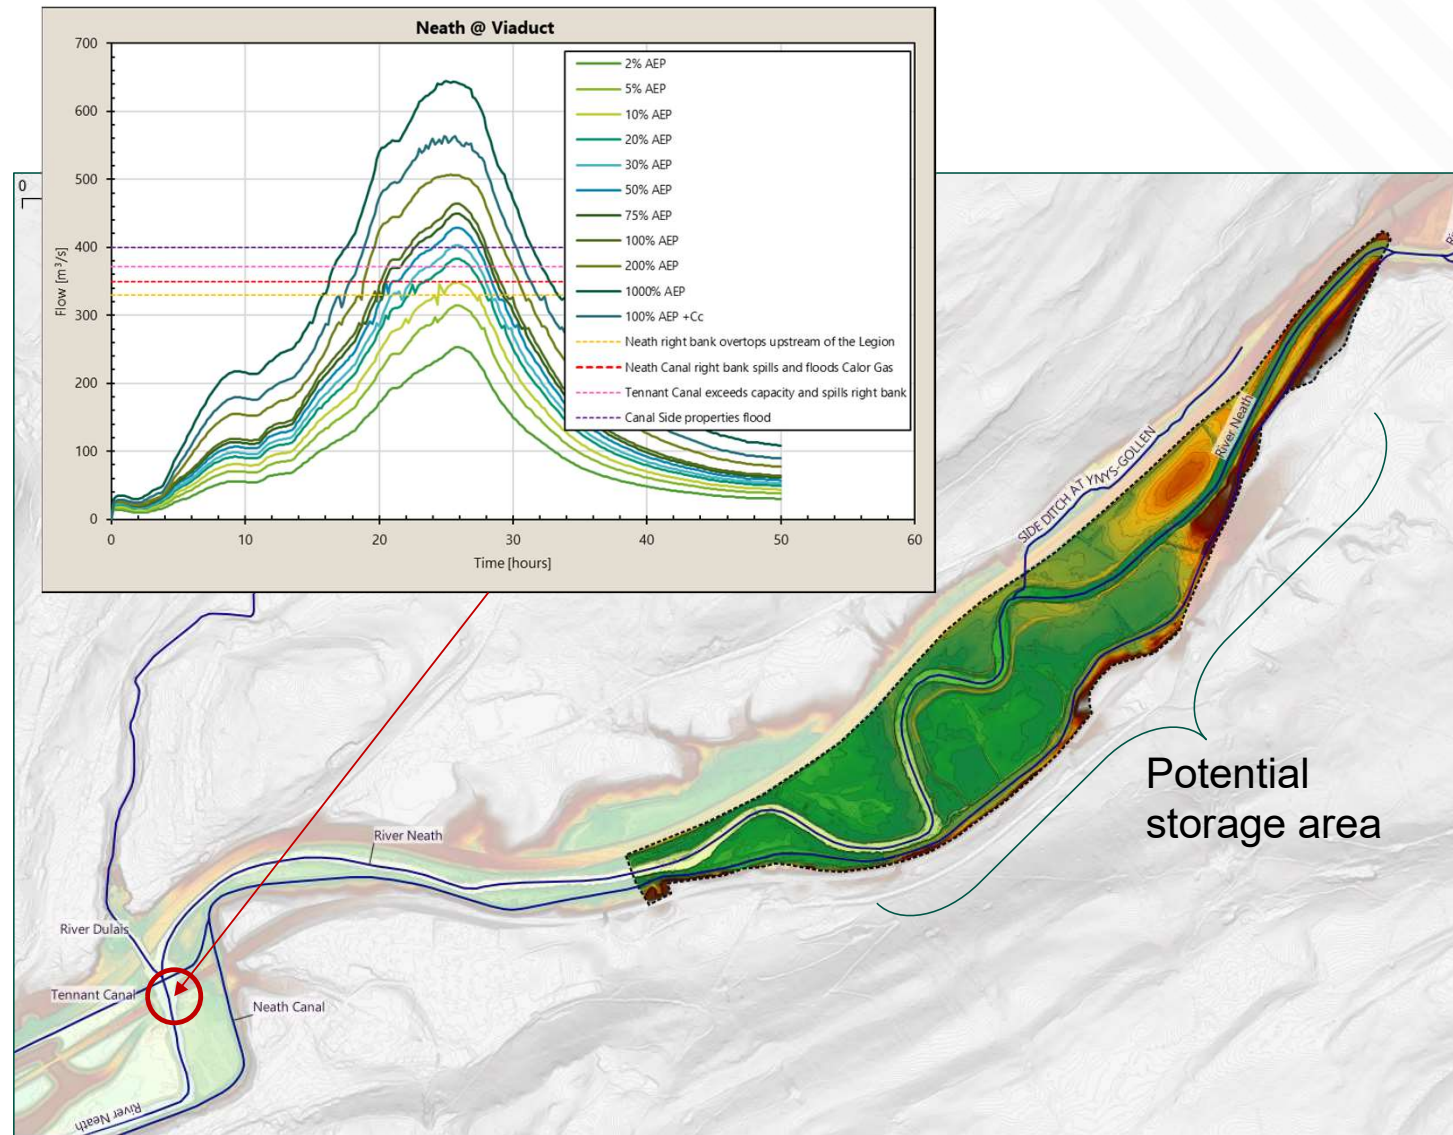 Neath @ Viaduct
700
600
500
400
300
200
100
0
Flow [m³/s]
0
10
20
30
40
50
60
Time [hours]
2% AEP
5% AEP
10% AEP
20% AEP
30% AEP
50% AEP
75% AEP
100% AEP
200% AEP
1000% AEP
100% AEP +Cc
Neath right bank overtops upstream of the Legion
Neath Canal right bank spills and floods Calor Gas
Tennant Canal exceeds capacity and spills right bank
Canal Side properties flood
0
SIDE DITCH AT YNYS-GOLLEN
River Neath
Potential
storage area
River Neath
River Dulais
Tennant Canal
Neath Canal
River Neath